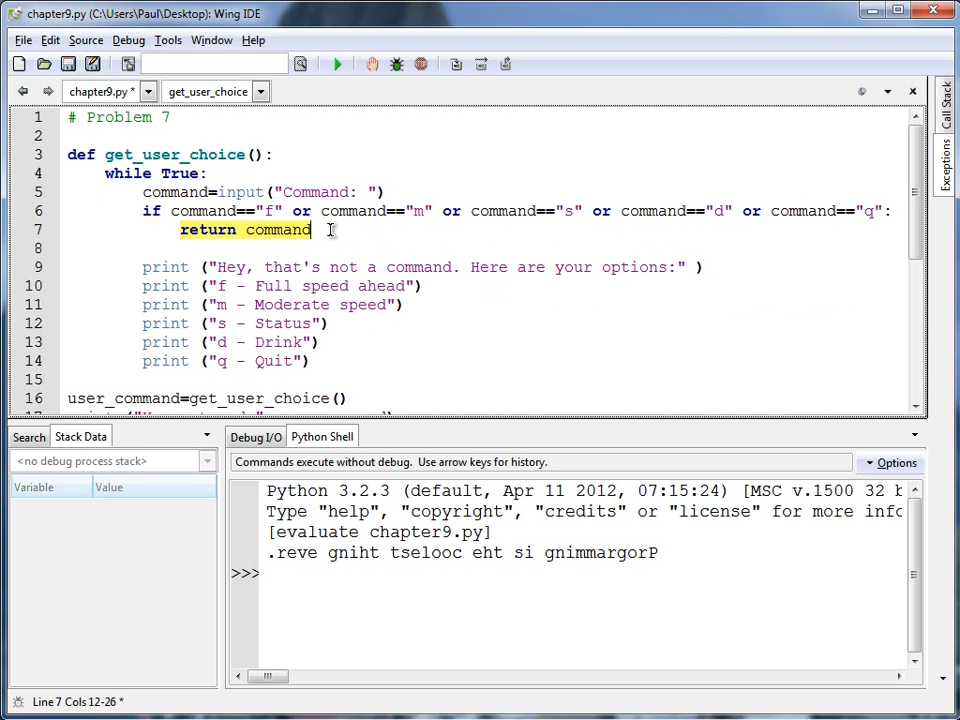 chapter9.py (C:\Users\Paul\Desktop): Wing IDE
File Edit Source Debug Tools Window Help
chapter9.py * get_user_choice
1 # Problem 7
2
3 def get_user_choice():
4 while True:
5 command=input("Command: ")
6 if command=="f" or command=="m" or command=="s" or command=="d" or command=="q":
7 return command
8
9 print ("Hey, that's not a command. Here are your options:" )
10 print ("f - Full speed ahead")
11 print ("m - Moderate speed")
12 print ("s - Status")
13 print ("d - Drink")
14 print ("q - Quit")
15
16 user_command=get_user_choice()
Call Stack
Exceptions
Search Stack Data
<no debug process stack>
Variable Value
Debug I/O Python Shell
Commands execute without debug. Use arrow keys for history.
Options
Python 3.2.3 (default, Apr 11 2012, 07:15:24) [MSC v.1500 32 b
Type "help", "copyright", "credits" or "license" for more info
[evaluate chapter9.py]
.reve gniht tselooc eht si gnimmargorP
>>>
Line 7 Cols 12-26 *